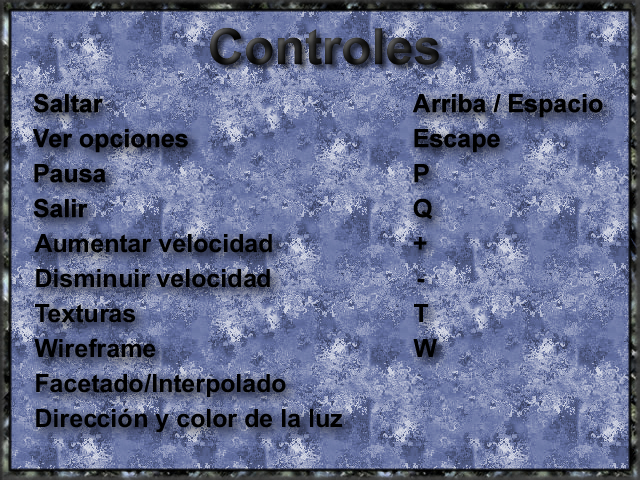 Controles
Saltar Arriba / Espacio
Ver opciones Escape
Pausa P
Salir Q
Aumentar velocidad +
Disminuir velocidad -
Texturas T
Wireframe W
Facetado/Interpolado
Dirección y color de la luz